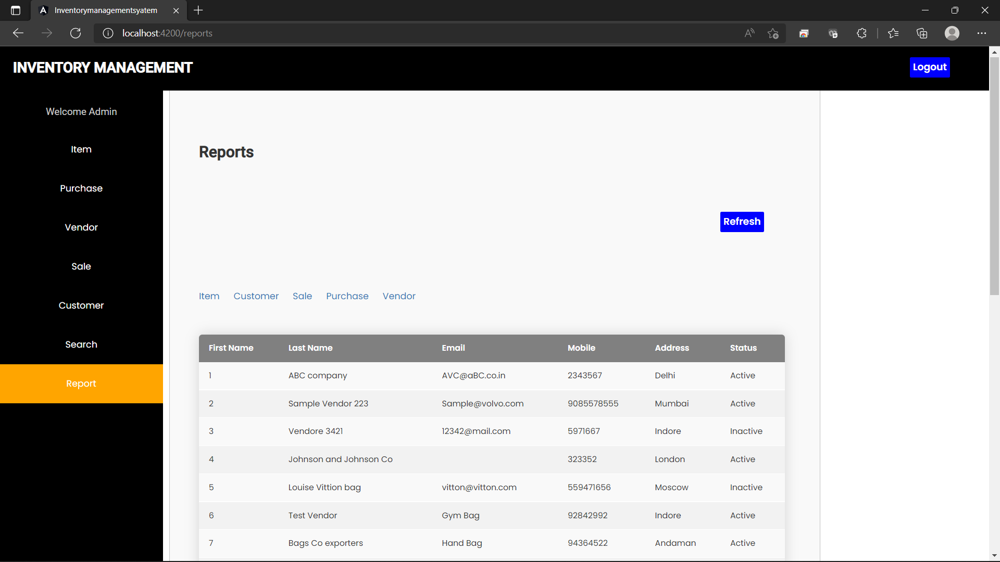 Inventorymanagementsyatem
localhost:4200/reports
INVENTORY MANAGEMENT
Logout
Welcome Admin
Item
Purchase
Vendor
Sale
Customer
Search
Report
Reports
Refresh
Item Customer Sale Purchase Vendor
First Name Last Name Email Mobile Address Status
1 ABC company AVC@aBC.co.in 2343567 Delhi Active
2 Sample Vendor 223 Sample@volvo.com 9085578555 Mumbai Active
3 Vendore 3421 12342@mail.com 5971667 Indore Inactive
4 Johnson and Johnson Co 323352 London Active
5 Louise Vittion bag vitton@vitton.com 559471656 Moscow Inactive
6 Test Vendor Gym Bag 92842992 Indore Active
7 Bags Co exporters Hand Bag 94364522 Andaman Active